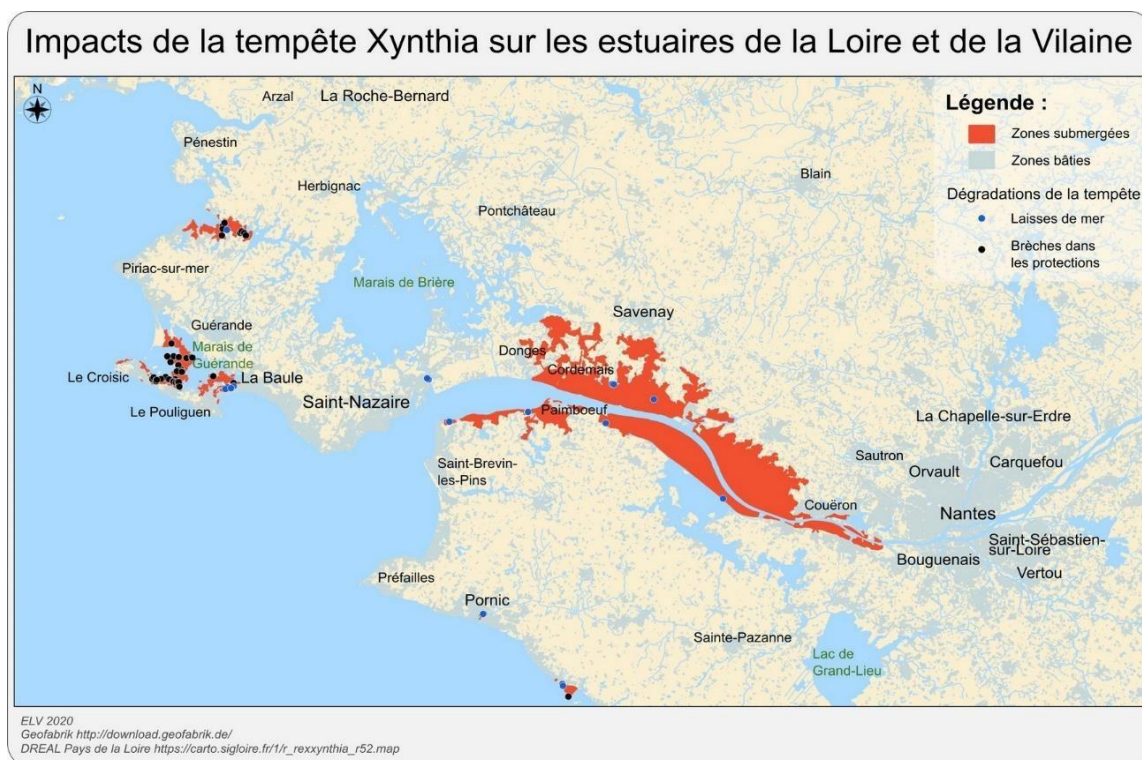 Impacts de la tempête Xynthia sur les estuaires de la Loire et de la Vilaine
N
Arzal
La Roche-Bernard
Pénestin
Herbignac
Pontchâteau
Blain
Légende :
Zones submergées
Zones bâties
Dégradations de la tempête
Laisses de mer
Brèches dans
les protections
Piriac-sur-mer
Marais de Brière
Guérande
Savenay
Marais de
Guérande
Donges
Cordemais
Le Croisic
La Baule
Le Pouliguen
Saint-Nazaire
Paimboeuf
La Chapelle-sur-Erdre
Saint-Brevin-
les-Pins
Sautron
Orvault
Carquefou
Couëron
Nantes
Saint-Sébastien-
sur-Loire
Bouguenais
Vertou
Préfailles
Pornic
Sainte-Pazanne
Lac de
Grand-Lieu
ELV 2020
Geofabrik http://download.geofabrik.de/
DREAL Pays de la Loire https://carto.sigloire.fr/1/r_rexxynthia_r52.map